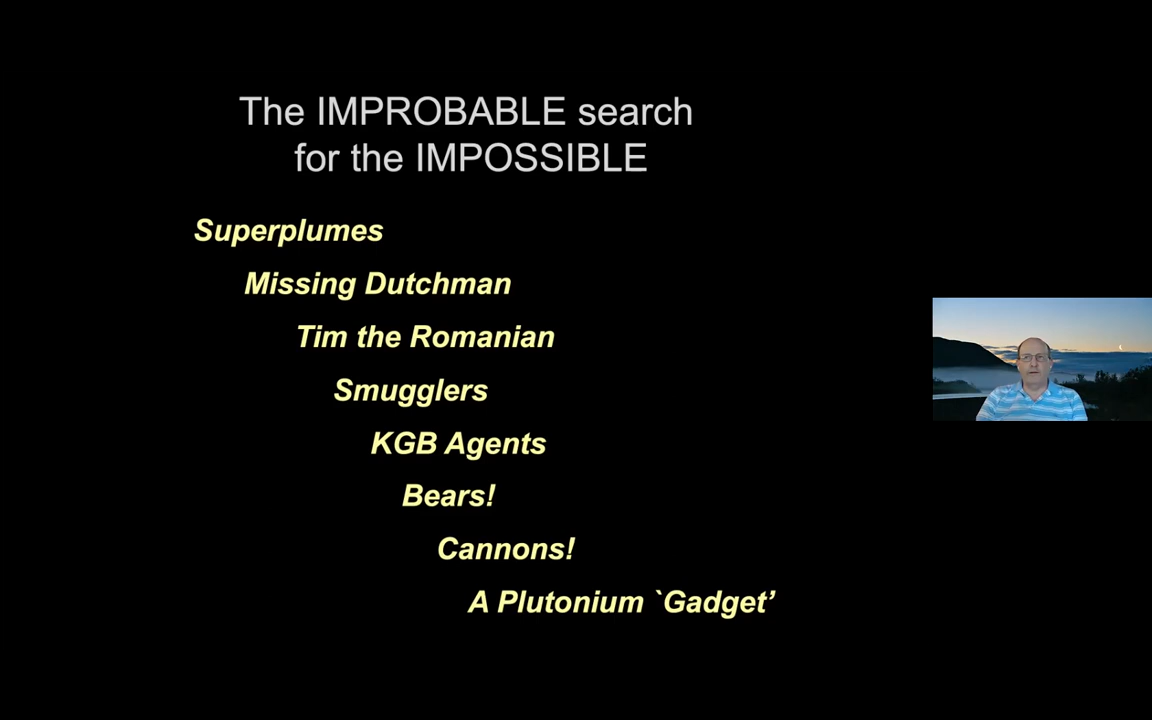 The IMPROBABLE search
for the IMPOSSIBLE
Superplumes
Missing Dutchman
Tim the Romanian
Smugglers
KGB Agents
Bears!
Cannons!
A Plutonium `Gadget’